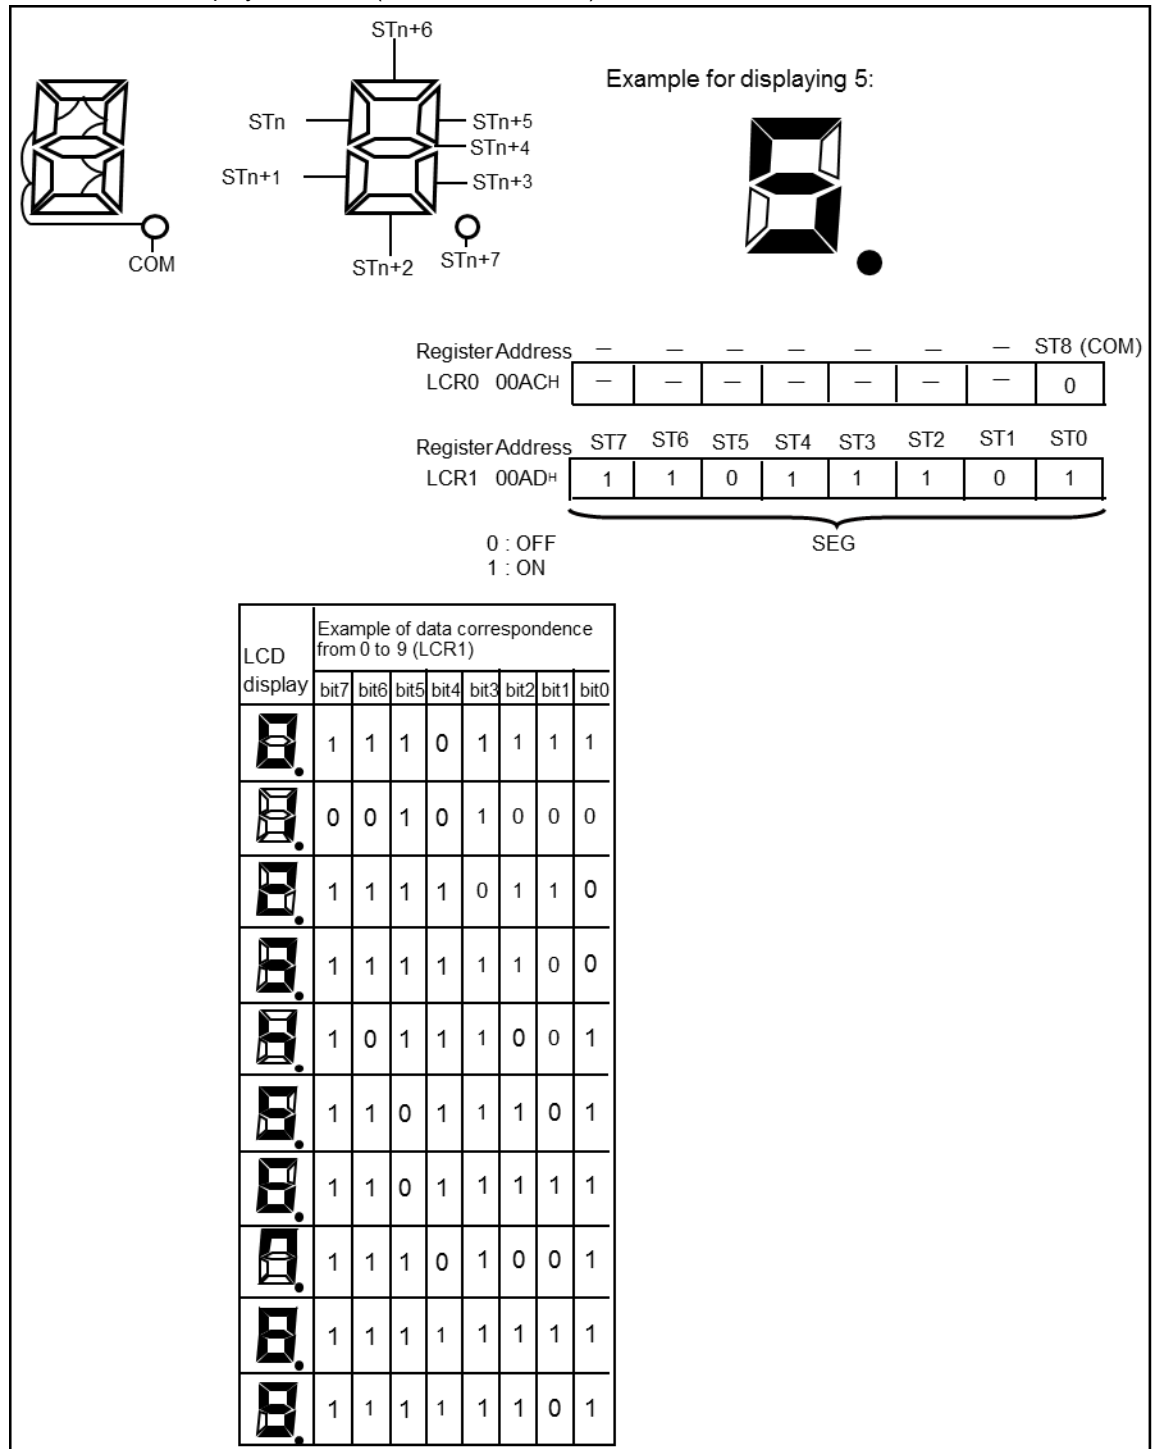 STn+6
Example for displaying 5:
STn
STn+5
STn+4
STn+1
STn+3
COM
STn+2
STn+7
Register Address — — — — — — — ST8 (COM)
LCR0 00ACH — — — — — — — 0
Register Address ST7 ST6 ST5 ST4 ST3 ST2 ST1 ST0
LCR1 00ADH 1 1 0 1 1 1 0 1
0 : OFF
SEG
1 : ON
LCD display
Example of data correspondence
from 0 to 9 (LCR1)
bit7 bit6 bit5 bit4 bit3 bit2 bit1 bit0
1 1 1 0 1 1 1 1
0 0 1 0 1 0 0 0
1 1 1 1 0 1 1 0
1 1 1 1 1 1 0 0
1 0 1 1 1 0 0 1
1 1 0 1 1 1 0 1
1 1 0 1 1 1 1 1
1 1 1 0 1 0 0 1
1 1 1 1 1 1 1 1
1 1 1 1 1 1 0 1